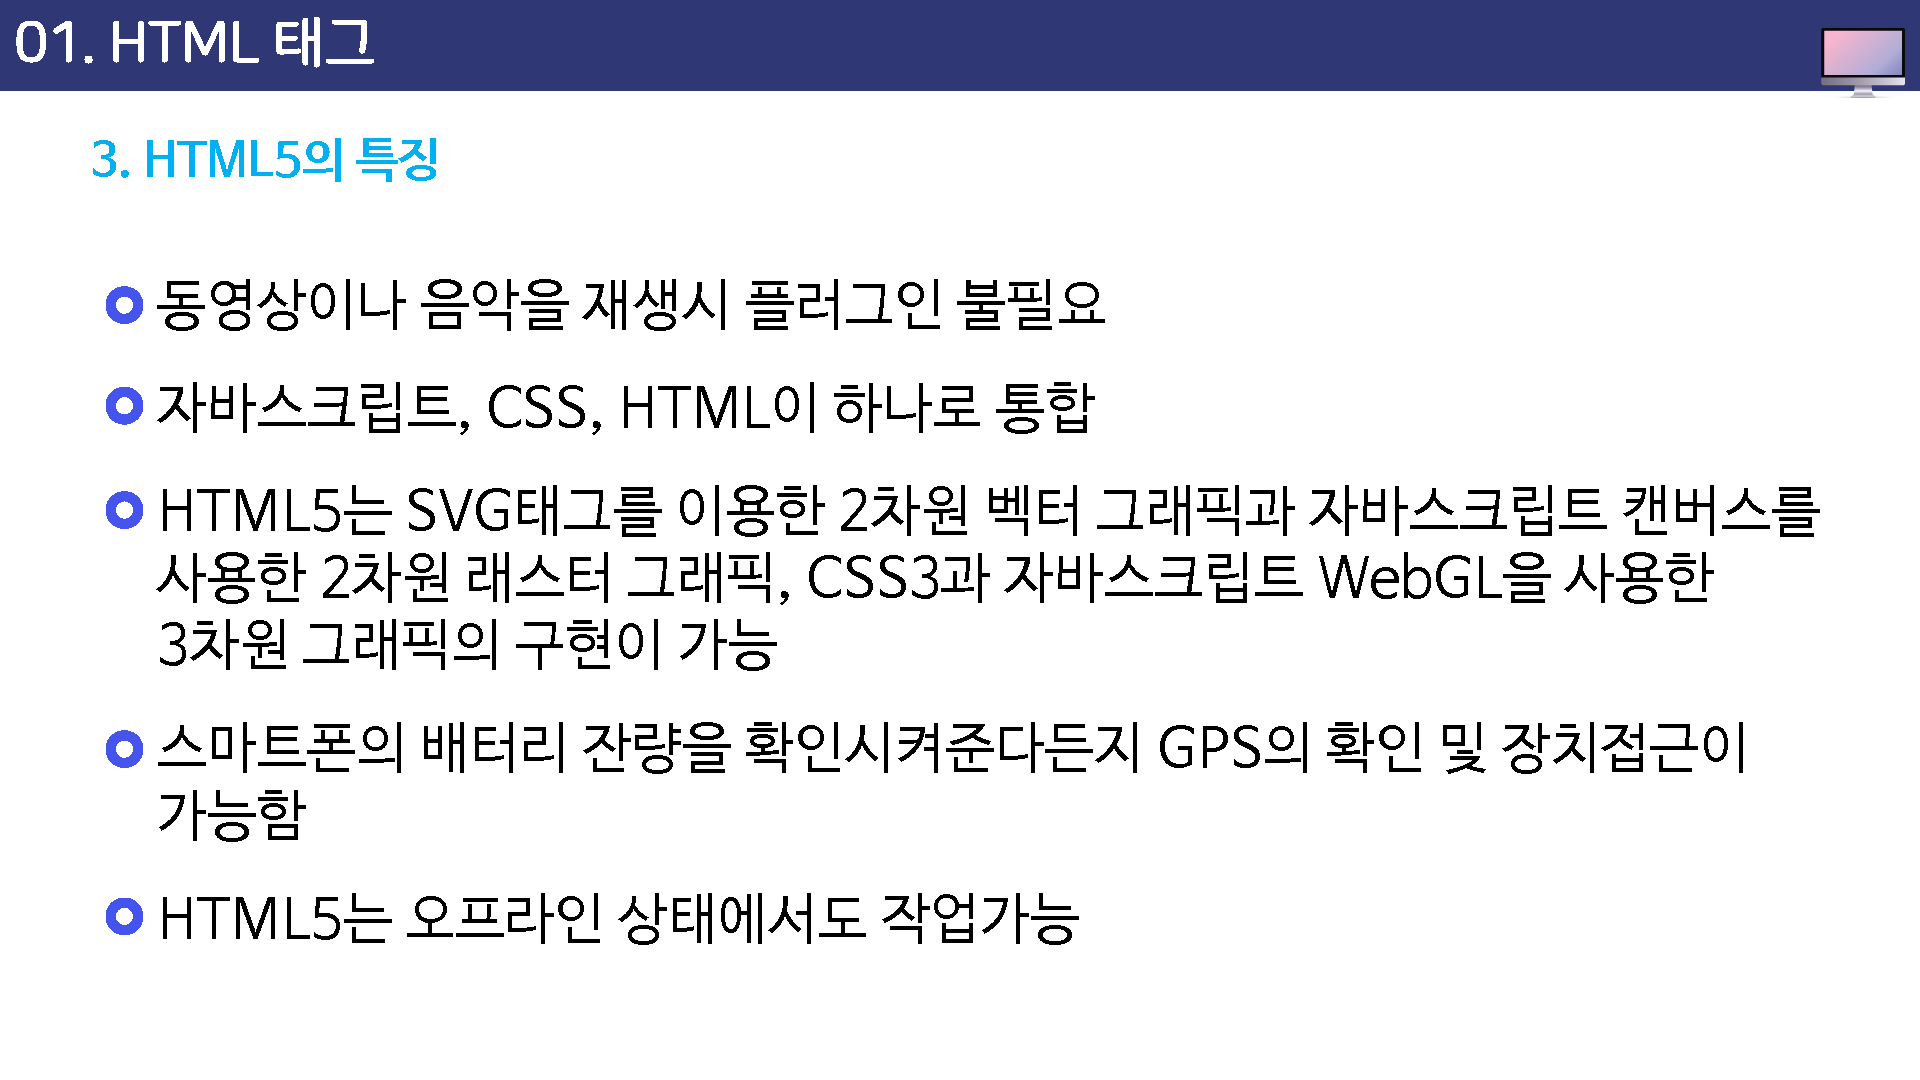 01. HTML 태그
3. HTML5의 특징
동영상이나 음악을 재생시 플러그인 불필요
자바스크립트, CSS, HTML이 하나로 통합
HTML5는 SVG태그를 이용한 2차원 벡터 그래픽과 자바스크립트 캔버스를
사용한 2차원 래스터 그래픽, CSS3과 자바스크립트 WebGL을 사용한
3차원 그래픽의 구현이 가능
스마트폰의 배터리 잔량을 확인시켜준다든지 GPS의 확인 및 장치접근이
가능함
HTML5는 오프라인 상태에서도 작업가능